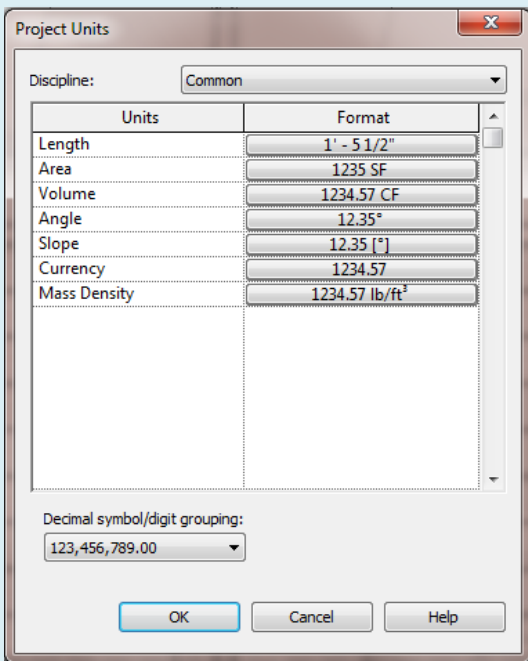 Project Units
Discipline: Common
Units Format
Length 1' - 5 1/2"
Area 1235 SF
Volume 1234.57 CF
Angle 12.35°
Slope 12.35 [°]
Currency 1234.57
Mass Density 1234.57 lb/ft³
Decimal symbol/digit grouping:
123,456,789.00
OK Cancel Help